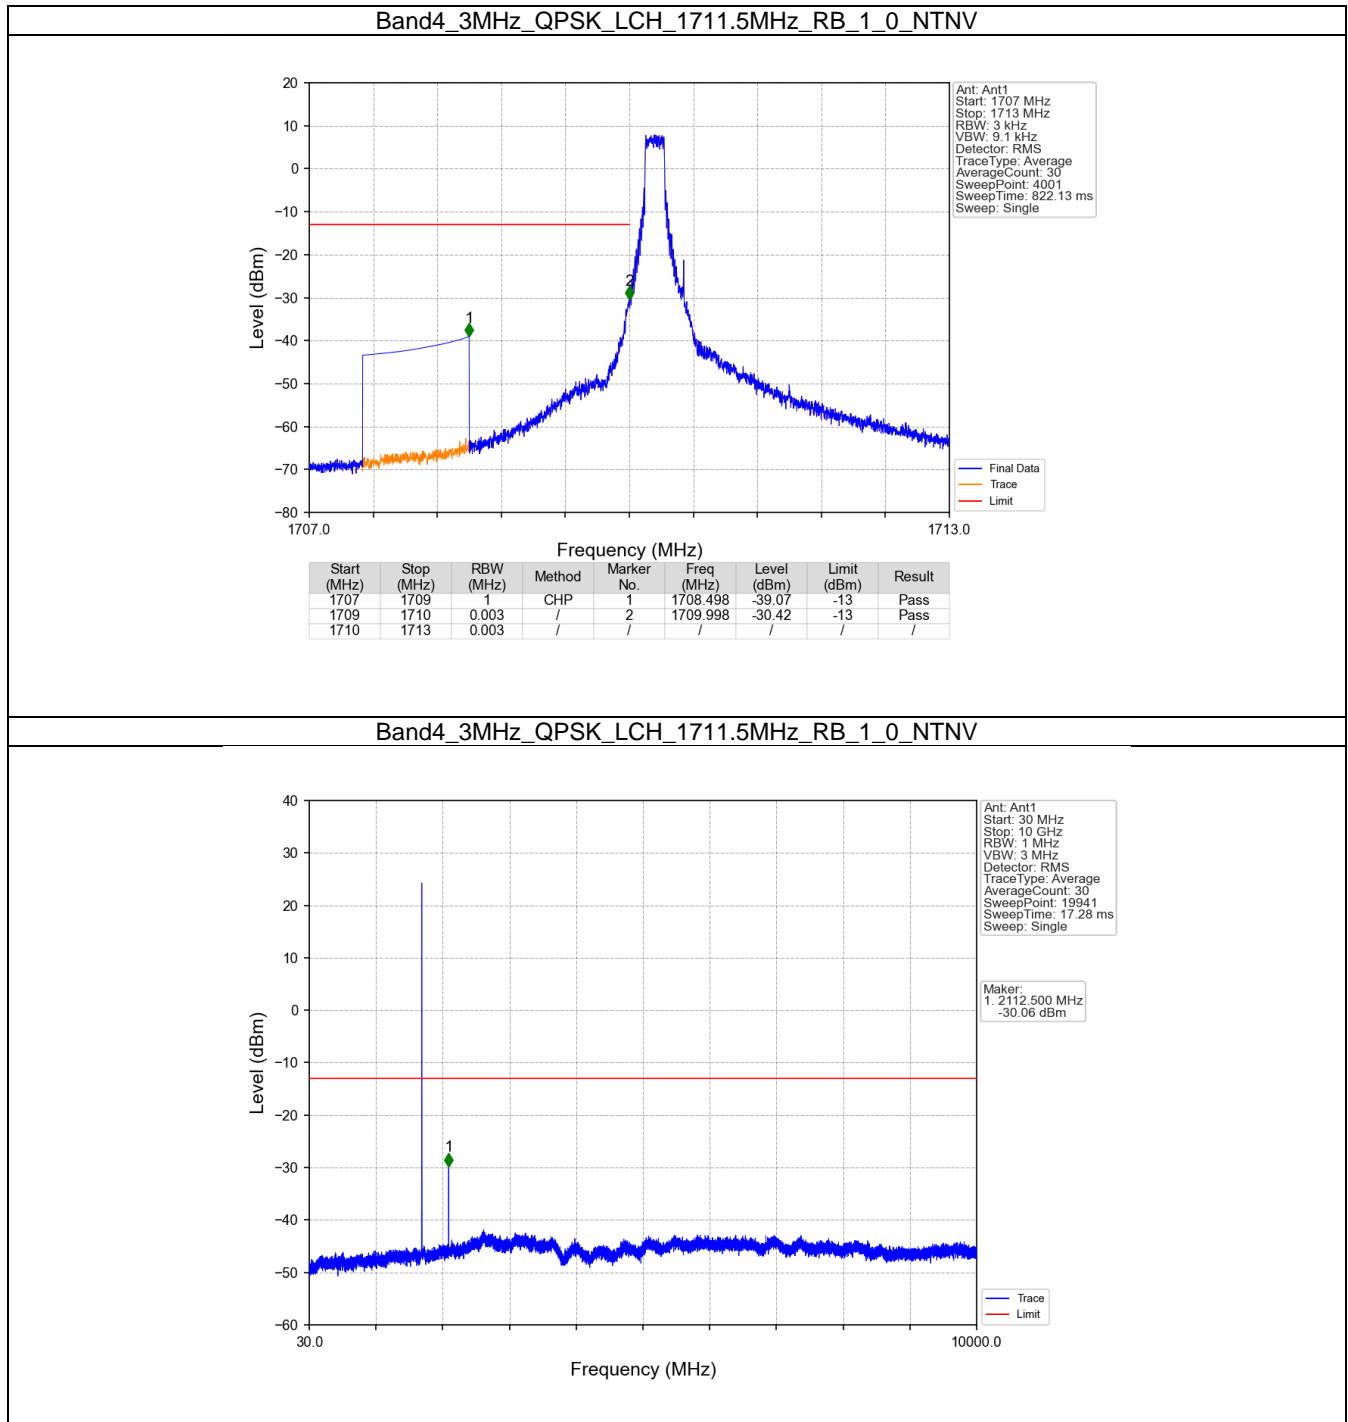 Band4_3MHz_QPSK_LCH_1711.5MHz_RB_1_0_NTNV
20
10
0
−10
−20
−30
−40
−50
−60
−70
−80
Level (dBm)
1
2
1707.0
1713.0
Frequency (MHz)
Ant: Ant1
Start: 1707 MHz
Stop: 1713 MHz
RBW: 3 kHz
VBW: 9.1 kHz
Detector: RMS
TraceType: Average
AverageCount: 30
SweepPoint: 4001
SweepTime: 822.13 ms
Sweep: Single
Final Data
Trace
Limit
Start (MHz) Stop (MHz) RBW (MHz) Method Marker No. Freq (MHz) Level (dBm) Limit (dBm) Result
1707 1709 1 CHP 1 1708.498 -39.07 -13 Pass
1709 1710 0.003 / 2 1709.998 -30.42 -13 Pass
1710 1713 0.003 / / / / / /
Band4_3MHz_QPSK_LCH_1711.5MHz_RB_1_0_NTNV
40
30
20
10
0
−10
−20
−30
−40
−50
−60
Level (dBm)
1
30.0
10000.0
Frequency (MHz)
Ant: Ant1
Start: 30 MHz
Stop: 10 GHz
RBW: 1 MHz
VBW: 3 MHz
Detector: RMS
TraceType: Average
AverageCount: 30
SweepPoint: 19941
SweepTime: 17.28 ms
Sweep: Single
Maker:
1. 2112.500 MHz
-30.06 dBm
Trace
Limit